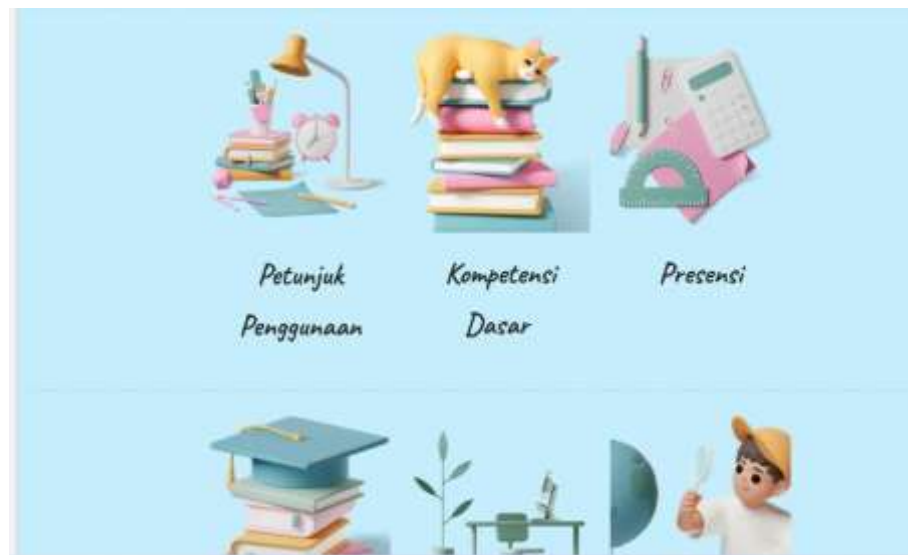 Petunjuk
Penggunaan
Kompetensi
Dasar
Presensi